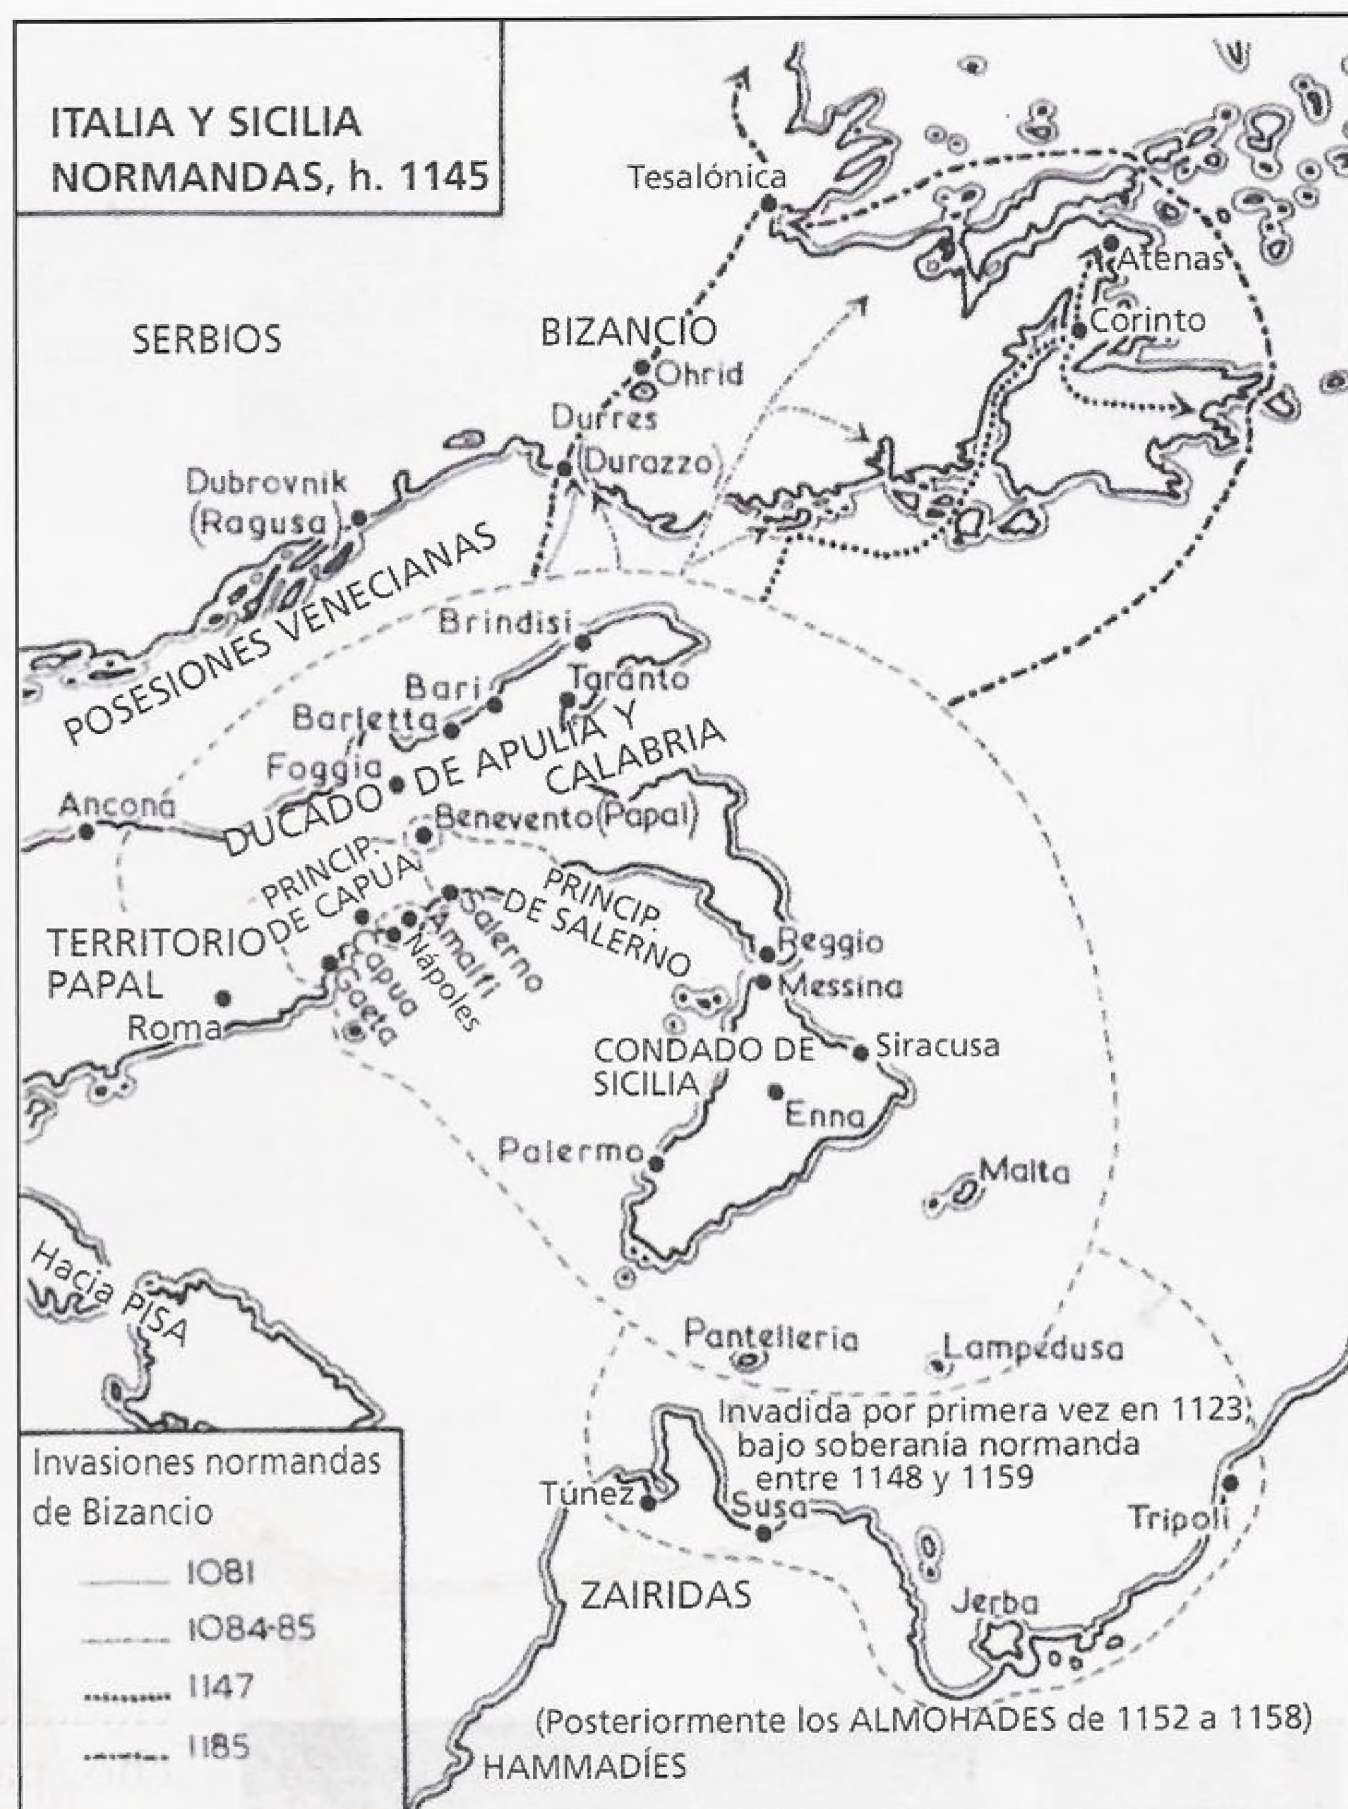 ITALIA Y SICILIA
NORMANDAS, h. 1145
Tesalónica
Atenas
Corinto
SERBIOS
BIZANCIO
Ohrid
Durres
(Durazzo)
Dubrovnik
(Ragusa)
POSESIONES VENECIANAS
Brindisi
Taranto
Bari
Barletta
Foggia
DUCADO DE APULIA Y
CALABRIA
Ancona
Benevento (Papal)
PRINCIP.
DE CAPUA
PRINCIP.
DE SALERNO
TERRITORIO
PAPAL
Roma
Salerno
Amalfi
Nápoles
Capua
Gaeta
Reggio
Messina
CONDADO DE
SICILIA
Siracusa
Enna
Palermo
Malta
Hacia PISA
Pantelleria
Lampedusa
Invadida por primera vez en 1123,
bajo soberanía normanda
entre 1148 y 1159
Túnez
Susa
Tripoli
ZAIRIDAS
Jerba
(Posteriormente los ALMOHADES de 1152 a 1158)
HAMMADÍES
Invasiones normandas
de Bizancio
1081
1084-85
1147
1185